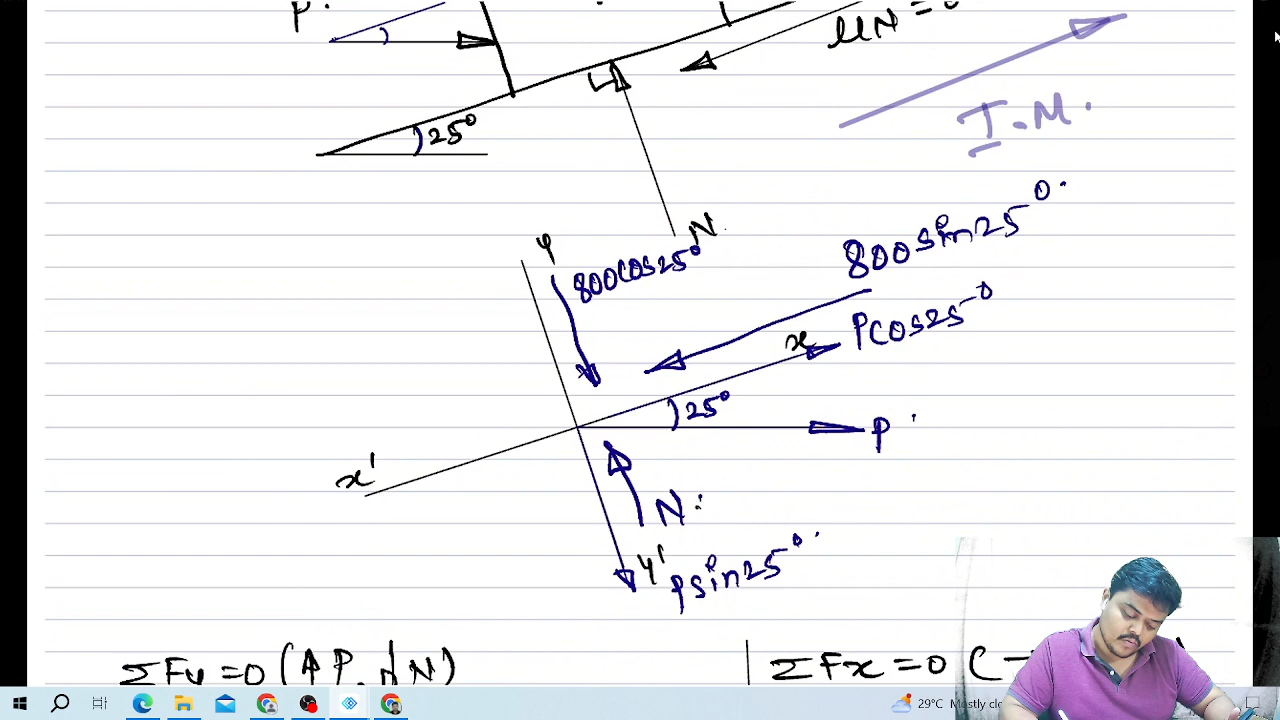 P.
μN =
25°
I.M.
N
Y
800cos25°
800sin25°.
x
Pcos25°
25°
P
x'
N
Y'
Psin25°
ΣFy=0 (↑P, ↓N)
ΣFx=0 (→
29°C Mostly clo